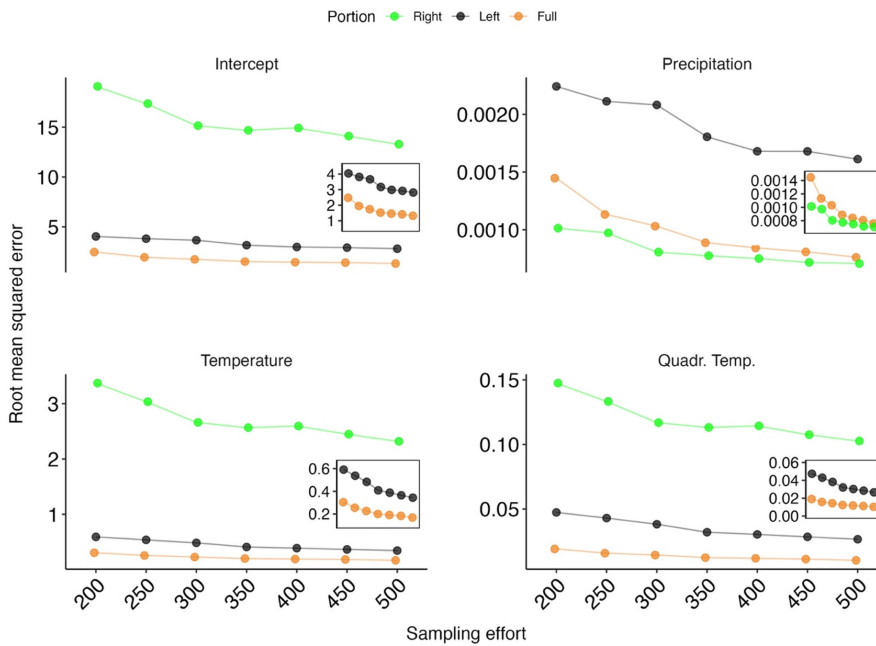 Portion Right Left Full
Intercept
15
10
5
4
3
2
1
Precipitation
0.0020
0.0015
0.0010
0.0014
0.0010
0.0008
Root mean squared error
Temperature
3
2
1
0.6
0.4
0.2
Quadr. Temp.
0.15
0.10
0.05
0.06
0.04
0.02
0.00
200 250 300 350 400 450 500
200 250 300 350 400 450 500
Sampling effort